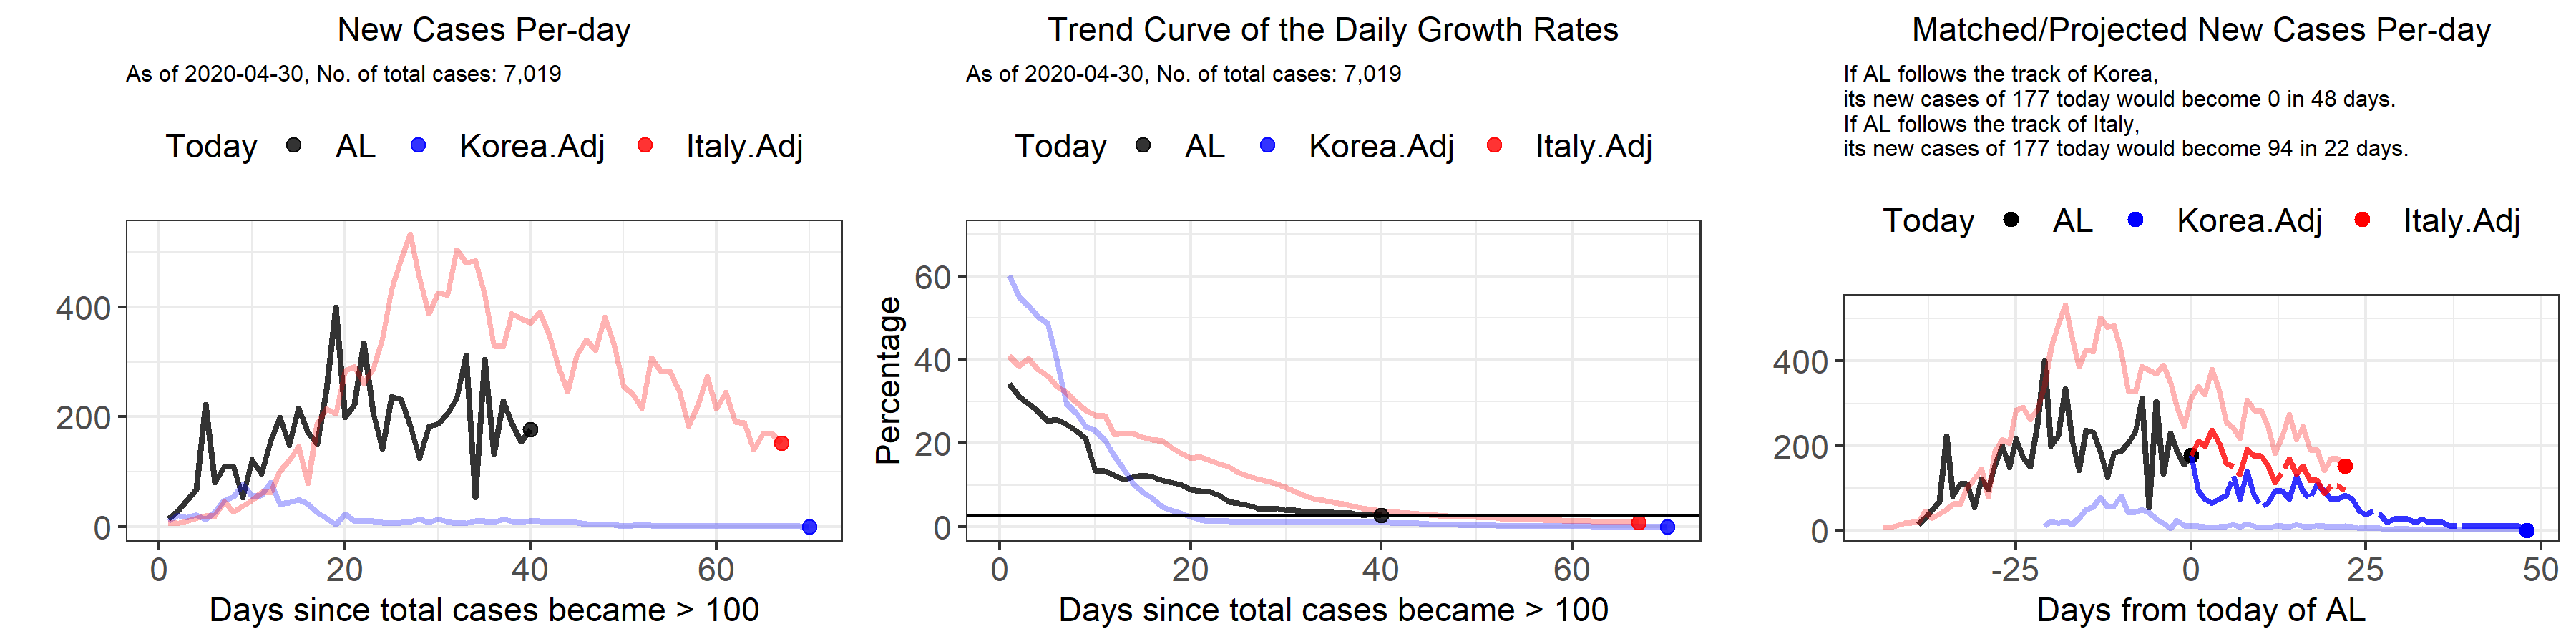 New Cases Per-day
As of 2020-04-30, No. of total cases: 7,019
Today AL Korea.Adj Italy.Adj
400
200
0
0 20 40 60
Days since total cases became > 100
Trend Curve of the Daily Growth Rates
As of 2020-04-30, No. of total cases: 7,019
Today AL Korea.Adj Italy.Adj
Percentage
60
40
20
0
0 20 40 60
Days since total cases became > 100
Matched/Projected New Cases Per-day
If AL follows the track of Korea,
its new cases of 177 today would become 0 in 48 days.
If AL follows the track of Italy,
its new cases of 177 today would become 94 in 22 days.
Today AL Korea.Adj Italy.Adj
400
200
0
-25 0 25 50
Days from today of AL